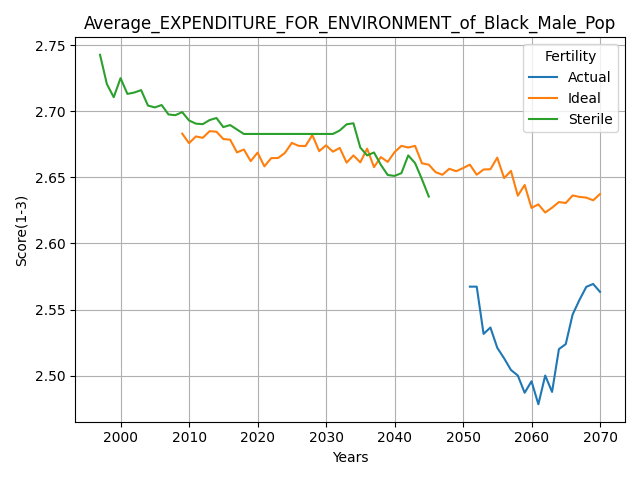 Average_EXPENDITURE_FOR_ENVIRONMENT_of_Black_Male_Pop
Fertility
Actual
Ideal
Sterile
Score(1-3)
2.75
2.70
2.65
2.60
2.55
2.50
2000 2010 2020 2030 2040 2050 2060 2070
Years